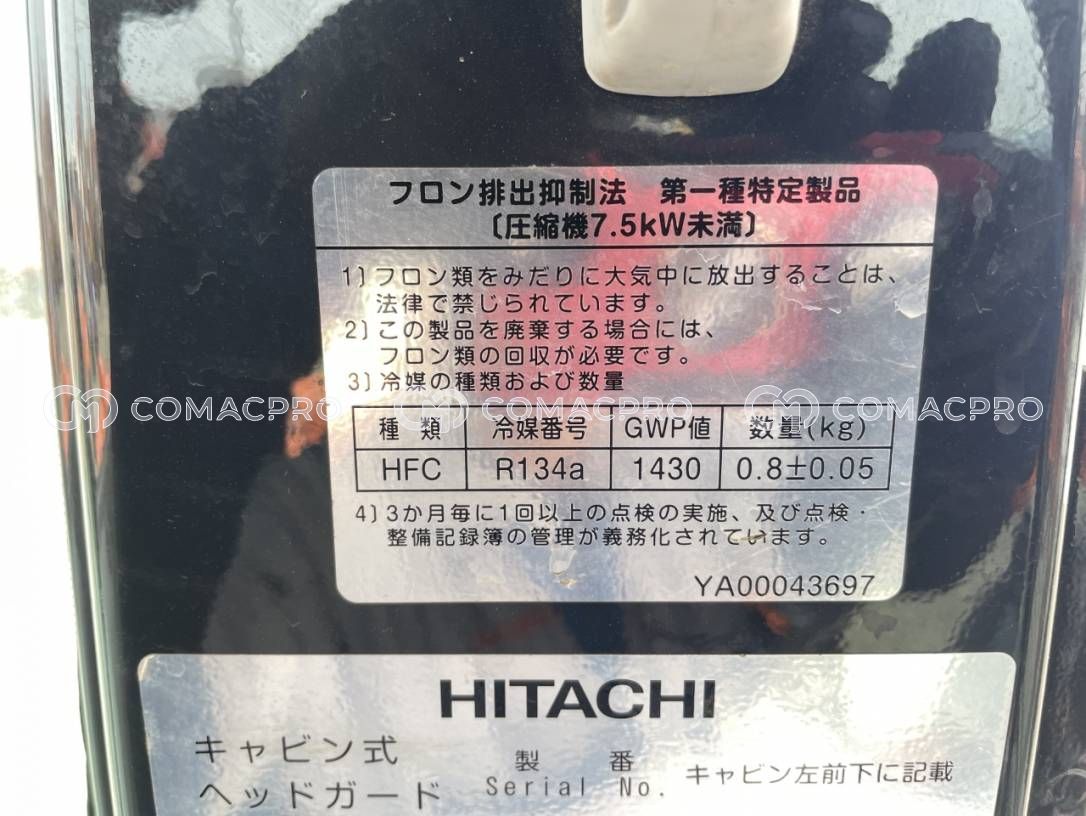 フロン排出抑制法 第一種特定製品
〔圧縮機7.5kW未満〕
1)フロン類をみだりに大気中に放出することは、
法律で禁じられています。
2)この製品を廃棄する場合には、
フロン類の回収が必要です。
3)冷媒の種類および数量
COMACPRO COMACPRO COMACPRO
種類 冷媒番号 GWP値 数量(kg)
HFC R134a 1430 0.8±0.05
4)3か月毎に1回以上の点検の実施、及び点検・
整備記録簿の管理が義務化されています。
YA00043697
HITACHI
キャビン式
ヘッドガード
製番
Serial No.
キャビン左前下に記載